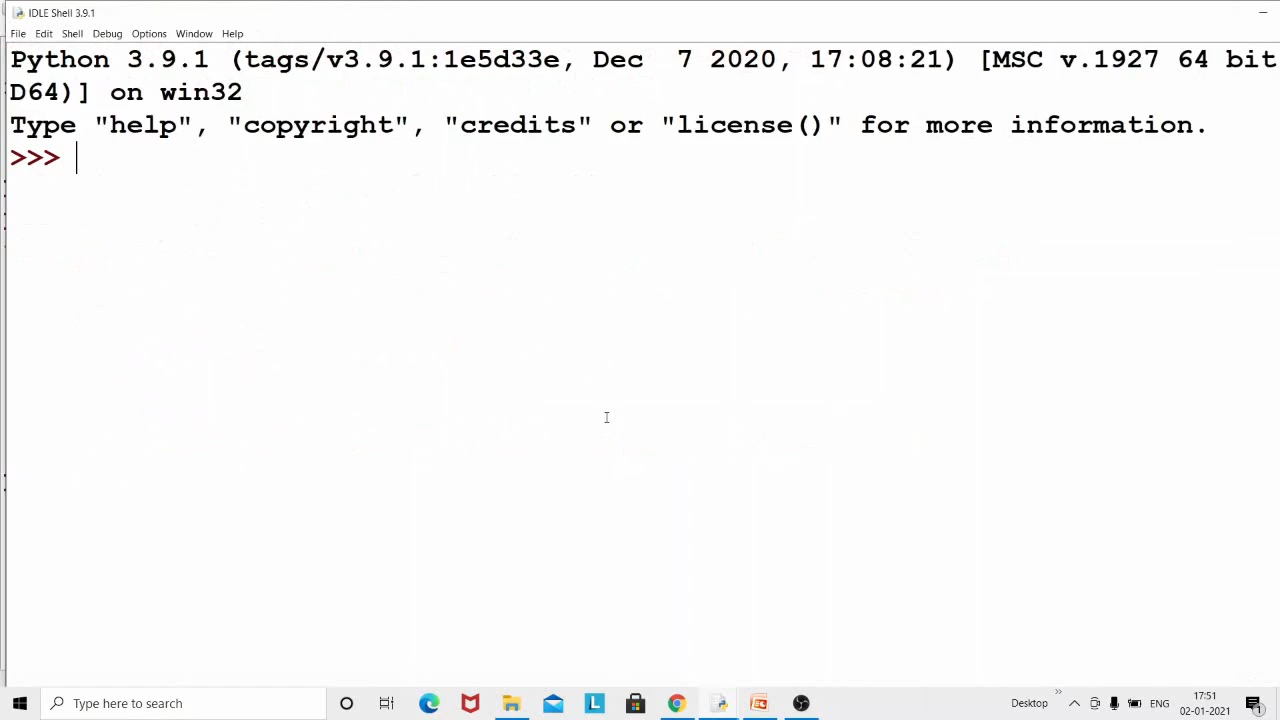 IDLE Shell 3.9.1
File Edit Shell Debug Options Window Help
Python 3.9.1 (tags/v3.9.1:1e5d33e, Dec  7 2020, 17:08:21) [MSC v.1927 64 bit
D64)] on win32
Type "help", "copyright", "credits" or "license()" for more information.
>>>
Type here to search
L
Desktop
»
ENG
17:51
02-01-2021
1